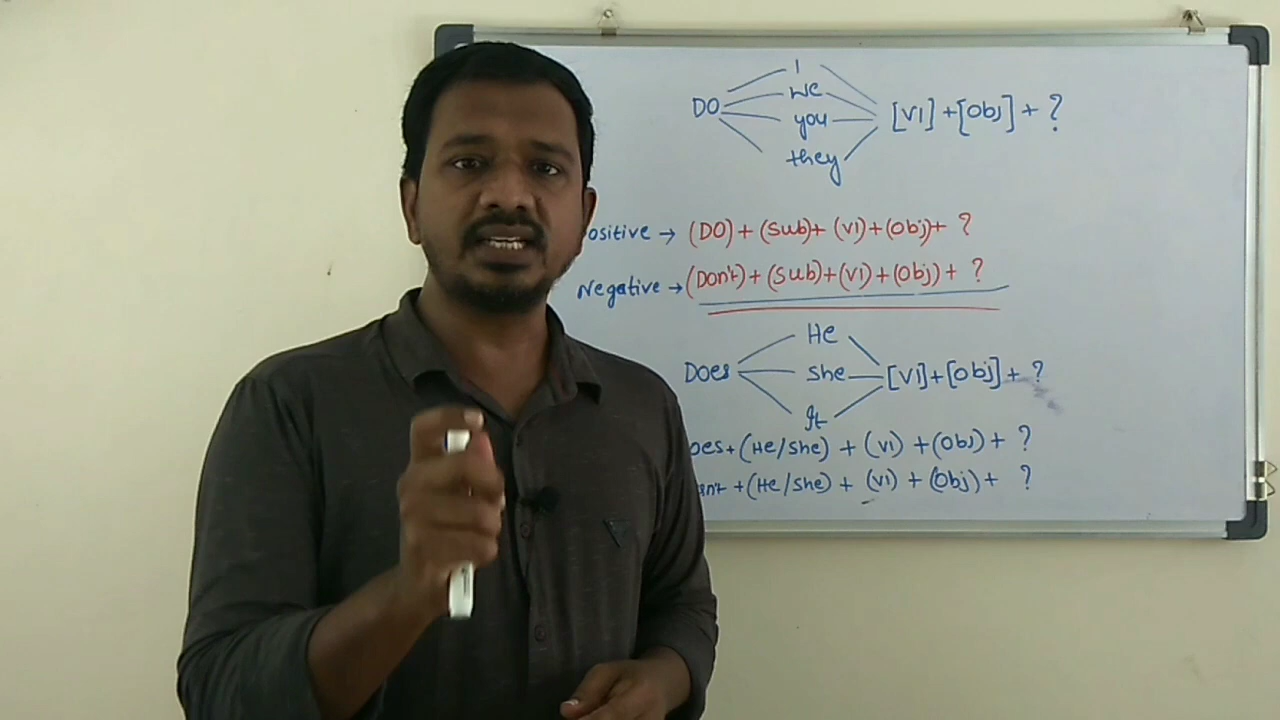 I
DO we [V1] + [Obj] + ?
you
they
ositive → (DO) + (Sub) + (V1) + (Obj) + ?
Negative → (Don't) + (Sub) + (V1) + (Obj) + ?
He
Does she [V1] + [Obj] + ?
It
oes + (He/she) + (V1) + (Obj) + ?
n't + (He/she) + (V1) + (Obj) + ?